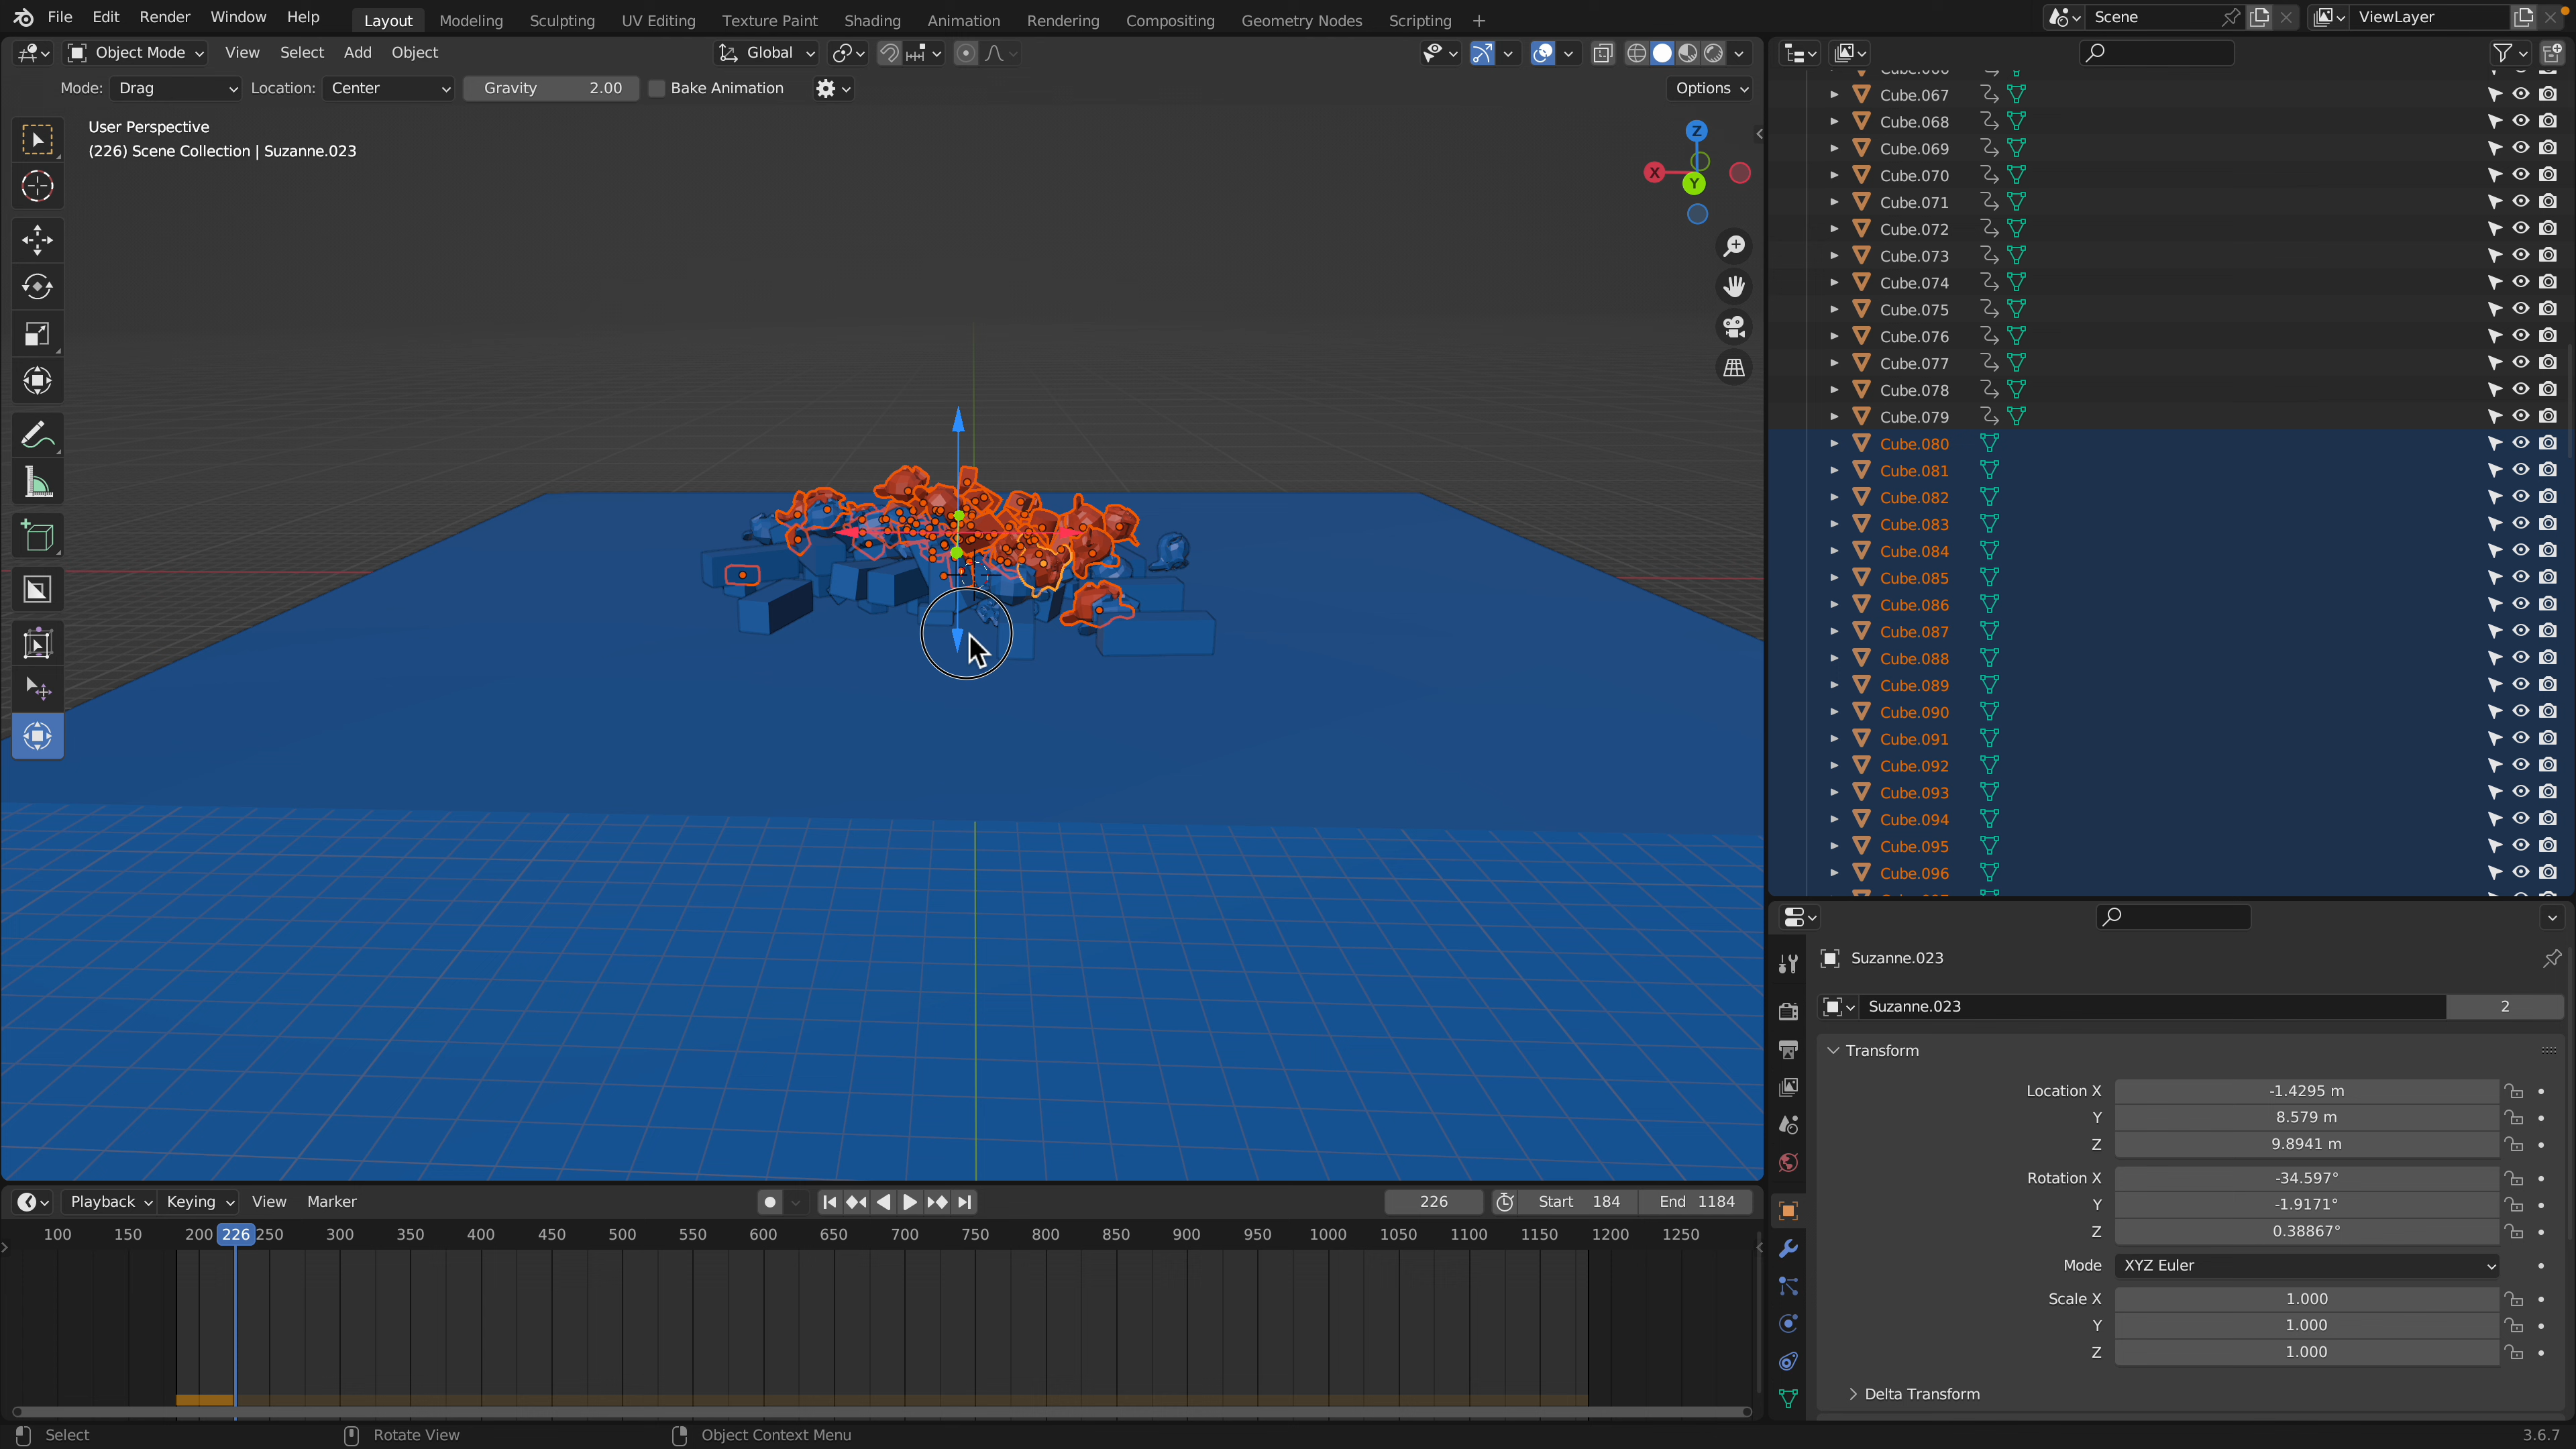 File Edit Render Window Help Layout Modeling Sculpting UV Editing Texture Paint Shading Animation Rendering Compositing Geometry Nodes Scripting + Scene ViewLayer
Object Mode View Select Add Object Global
Mode: Drag Location: Center Gravity 2.00 Bake Animation Options
User Perspective
(226) Scene Collection | Suzanne.023
Z
X
Y
Cube.067
Cube.068
Cube.069
Cube.070
Cube.071
Cube.072
Cube.073
Cube.074
Cube.075
Cube.076
Cube.077
Cube.078
Cube.079
Cube.080
Cube.081
Cube.082
Cube.083
Cube.084
Cube.085
Cube.086
Cube.087
Cube.088
Cube.089
Cube.090
Cube.091
Cube.092
Cube.093
Cube.094
Cube.095
Cube.096
Suzanne.023
Suzanne.023 2
Transform
Location X -1.4295 m
Y 8.579 m
Z 9.8941 m
Rotation X -34.597°
Y -1.9171°
Z 0.38867°
Mode XYZ Euler
Scale X 1.000
Y 1.000
Z 1.000
Delta Transform
Playback Keying View Marker 226 Start 184 End 1184
100 150 200 226 250 300 350 400 450 500 550 600 650 700 750 800 850 900 950 1000 1050 1100 1150 1200 1250
Select Rotate View Object Context Menu 3.6.7